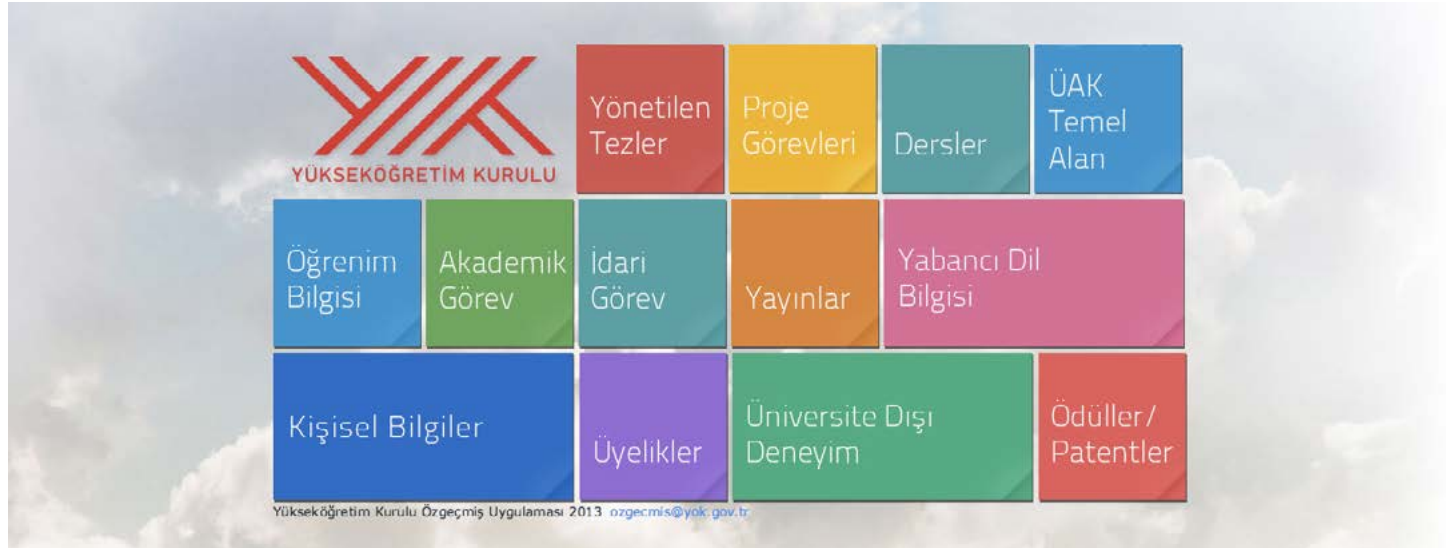 YÜKSEKÖĞRETİM KURULU
Yönetilen
Tezler
Proje
Görevleri
Dersler
ÜAK
Temel
Alan
Öğrenim
Bilgisi
Akademik
Görev
İdari
Görev
Yayınlar
Yabancı Dil
Bilgisi
Kişisel Bilgiler
Üyelikler
Üniversite Dışı
Deneyim
Ödüller/
Patentler
Yükseköğretim Kurulu Özgeçmiş Uygulaması 2013 ozgecmis@yok.gov.tr